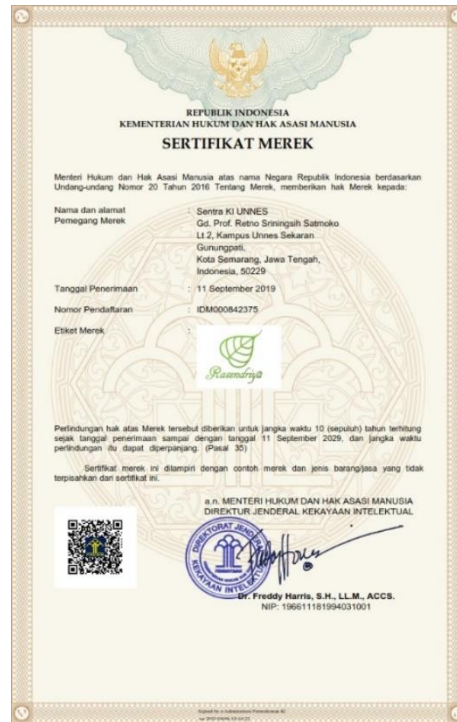 REPUBLIK INDONESIA
KEMENTERIAN HUKUM DAN HAK ASASI MANUSIA
SERTIFIKAT MEREK
Menteri Hukum dan Hak Asasi Manusia atas nama Negara Republik Indonesia berdasarkan
Undang-undang Nomor 20 Tahun 2016 Tentang Merek, memberikan hak Merek kepada:
Nama dan alamat Pemegang Merek : Sentra KI UNNES
Gd. Prof. Retno Sriningsih Satmoko
Lt 2, Kampus Unnes Sekaran
Gunungpati,
Kota Semarang, Jawa Tengah,
Indonesia, 50229
Tanggal Penerimaan : 11 September 2019
Nomor Pendaftaran : IDM000842375
Etiket Merek :
Rasendriya
Perlindungan hak atas Merek tersebut diberikan untuk jangka waktu 10 (sepuluh) tahun terhitung
sejak tanggal penerimaan sampai dengan tanggal 11 September 2029, dan jangka waktu
perlindungan itu dapat diperpanjang. (Pasal 35)
Sertifikat merek ini dilampiri dengan contoh merek dan jenis barang/jasa yang tidak
terpisahkan dari sertifikat ini.
a.n. MENTERI HUKUM DAN HAK ASASI MANUSIA
DIREKTUR JENDERAL KEKAYAAN INTELEKTUAL
DIREKTORAT JENDERAL
KEKAYAAN INTELEKTUAL
Dr. Freddy Harris, S.H., LL.M., ACCS.
NIP: 196611181994031001